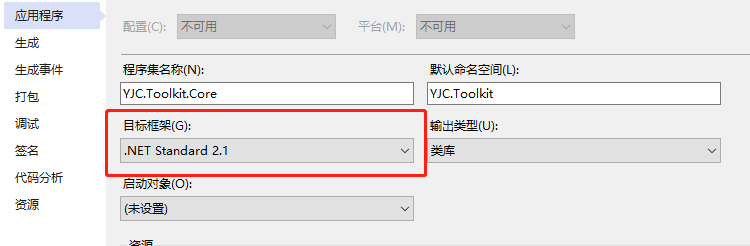 应用程序
生成
生成事件
打包
调试
签名
代码分析
资源
配置(C): 不可用 平台(M): 不可用
程序集名称(N): 默认命名空间(L):
YJC.Toolkit.Core YJC.Toolkit
目标框架(G): 输出类型(U):
.NET Standard 2.1 类库
启动对象(O):
(未设置)
资源